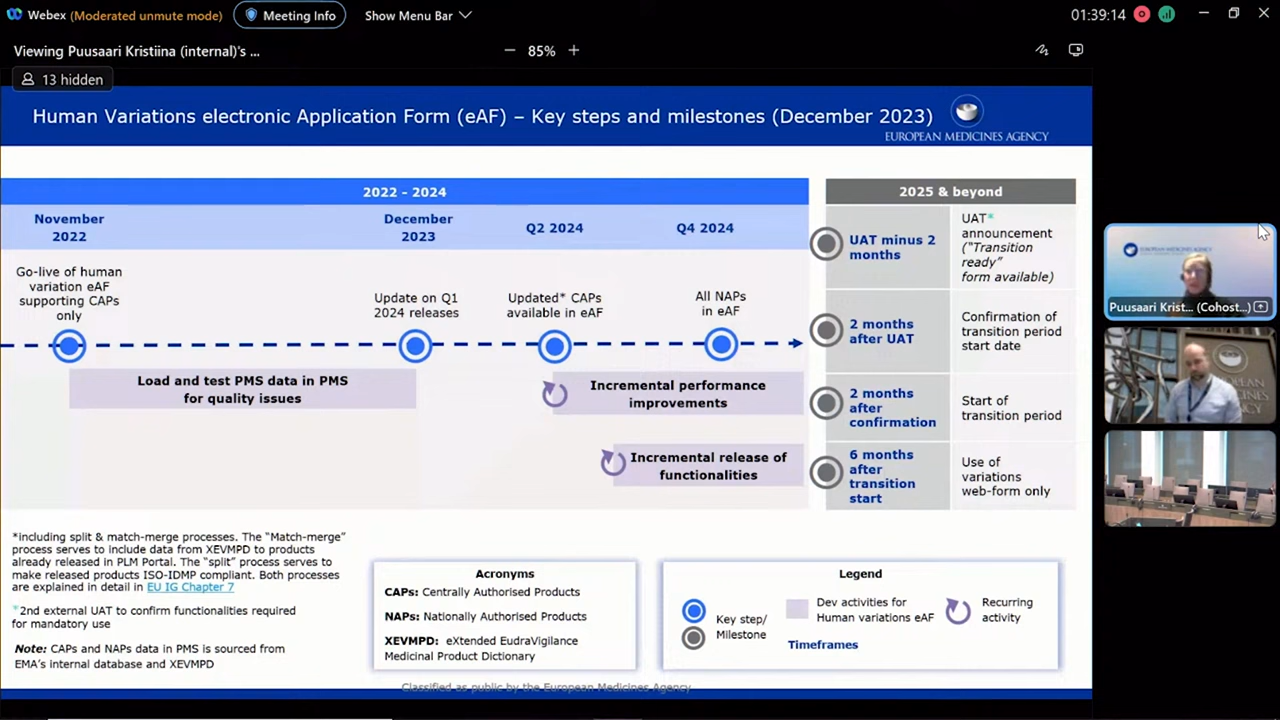 Webex (Moderated unmute mode) Meeting Info Show Menu Bar 01:39:14
Viewing Puusaari Kristiina (internal)'s ... 85%
13 hidden
Human Variations electronic Application Form (eAF) – Key steps and milestones (December 2023)
EUROPEAN MEDICINES AGENCY
2022 - 2024
November
2022
December
2023
Q2 2024
Q4 2024
Go-live of human
variation eAF
supporting CAPs
only
Update on Q1
2024 releases
Updated* CAPs
available in eAF
All NAPs
in eAF
Load and test PMS data in PMS
for quality issues
Incremental performance
improvements
Incremental release of
functionalities
2025 & beyond
UAT minus 2
months
UAT*
announcement
("Transition
ready"
form available)
2 months
after UAT
Confirmation of
transition period
start date
2 months
after
confirmation
Start of
transition period
6 months
after
transition
start
Use of
variations
web-form only
*including split & match-merge processes. The "Match-merge"
process serves to include data from XEVMPD to products
already released in PLM Portal. The "split" process serves to
make released products ISO-IDMP compliant. Both processes
are explained in detail in EU IG Chapter 7
*2nd external UAT to confirm functionalities required
for mandatory use
Note: CAPs and NAPs data in PMS is sourced from
EMA's internal database and XEVMPD
Acronyms
CAPs: Centrally Authorised Products
NAPs: Nationally Authorised Products
XEVMPD: eXtended EudraVigilance
Medicinal Product Dictionary
Legend
Key step/
Milestone
Dev activities for
Human variations eAF
Recurring
activity
Timeframes
Classified as public by the European Medicines Agency
EUROPEAN MEDICINES AGENCY
Puusaari Krist... (Cohost...)